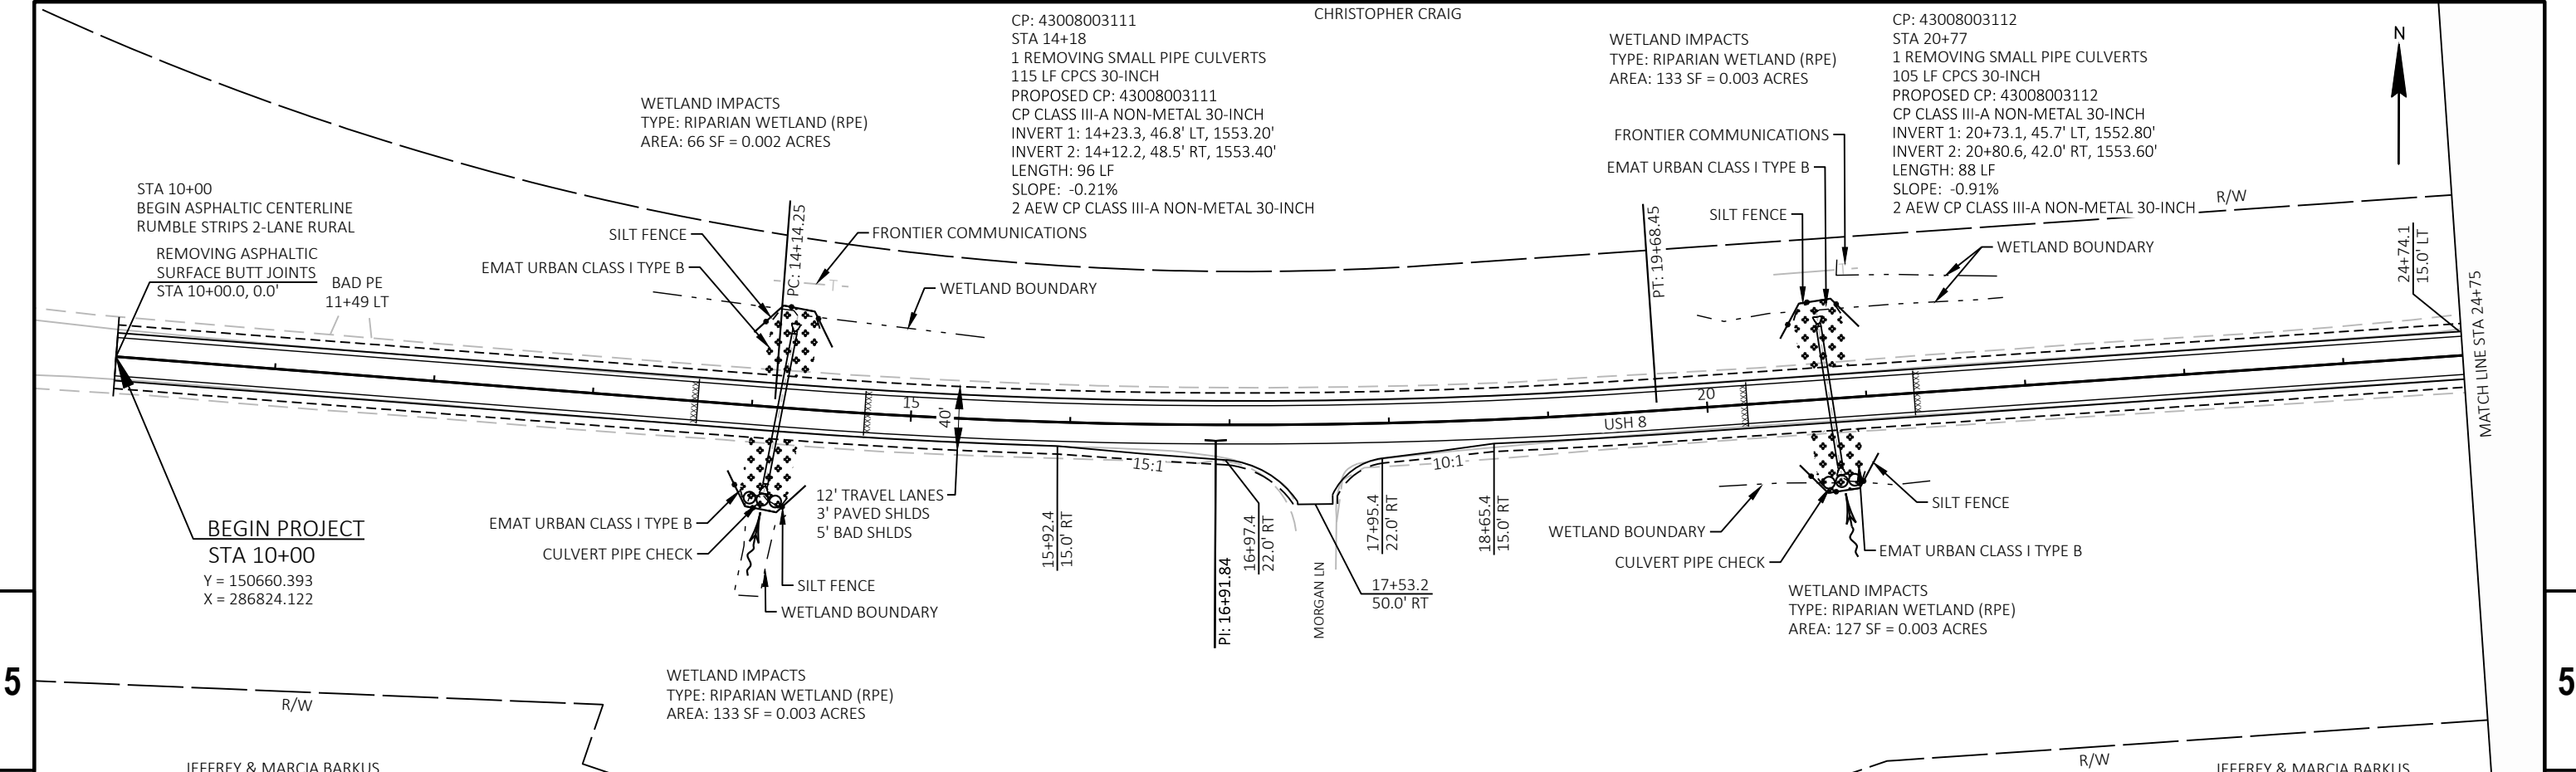 CHRISTOPHER CRAIG
CP: 43008003111
STA 14+18
1 REMOVING SMALL PIPE CULVERTS
115 LF CPCS 30-INCH
PROPOSED CP: 43008003111
CP CLASS III-A NON-METAL 30-INCH
INVERT 1: 14+23.3, 46.8' LT, 1553.20'
INVERT 2: 14+12.2, 48.5' RT, 1553.40'
LENGTH: 96 LF
SLOPE: -0.21%
2 AEW CP CLASS III-A NON-METAL 30-INCH
WETLAND IMPACTS
TYPE: RIPARIAN WETLAND (RPE)
AREA: 133 SF = 0.003 ACRES
CP: 43008003112
STA 20+77
1 REMOVING SMALL PIPE CULVERTS
105 LF CPCS 30-INCH
PROPOSED CP: 43008003112
CP CLASS III-A NON-METAL 30-INCH
INVERT 1: 20+73.1, 45.7' LT, 1552.80'
INVERT 2: 20+80.6, 42.0' RT, 1553.60'
LENGTH: 88 LF
SLOPE: -0.91%
2 AEW CP CLASS III-A NON-METAL 30-INCH
N
WETLAND IMPACTS
TYPE: RIPARIAN WETLAND (RPE)
AREA: 66 SF = 0.002 ACRES
FRONTIER COMMUNICATIONS
EMAT URBAN CLASS I TYPE B
SILT FENCE
R/W
STA 10+00
BEGIN ASPHALTIC CENTERLINE
RUMBLE STRIPS 2-LANE RURAL
REMOVING ASPHALTIC
SURFACE BUTT JOINTS
STA 10+00.0, 0.0'
BAD PE
11+49 LT
SILT FENCE
EMAT URBAN CLASS I TYPE B
PC: 14+14.25
FRONTIER COMMUNICATIONS
T
WETLAND BOUNDARY
PT: 19+68.45
T
WETLAND BOUNDARY
24+74.1
15.0' LT
MATCH LINE STA 24+75
15
40'
20
USH 8
15:1
10:1
12' TRAVEL LANES
3' PAVED SHLDS
5' BAD SHLDS
EMAT URBAN CLASS I TYPE B
CULVERT PIPE CHECK
SILT FENCE
WETLAND BOUNDARY
BEGIN PROJECT
STA 10+00
Y = 150660.393
X = 286824.122
15+92.4
15.0' RT
PI: 16+91.84
16+97.4
22.0' RT
MORGAN LN
17+53.2
50.0' RT
17+95.4
22.0' RT
18+65.4
15.0' RT
WETLAND BOUNDARY
CULVERT PIPE CHECK
SILT FENCE
EMAT URBAN CLASS I TYPE B
WETLAND IMPACTS
TYPE: RIPARIAN WETLAND (RPE)
AREA: 127 SF = 0.003 ACRES
WETLAND IMPACTS
TYPE: RIPARIAN WETLAND (RPE)
AREA: 133 SF = 0.003 ACRES
5
5
R/W
R/W
JEFFREY & MARCIA BARKUS
JEFFREY & MARCIA BARKUS